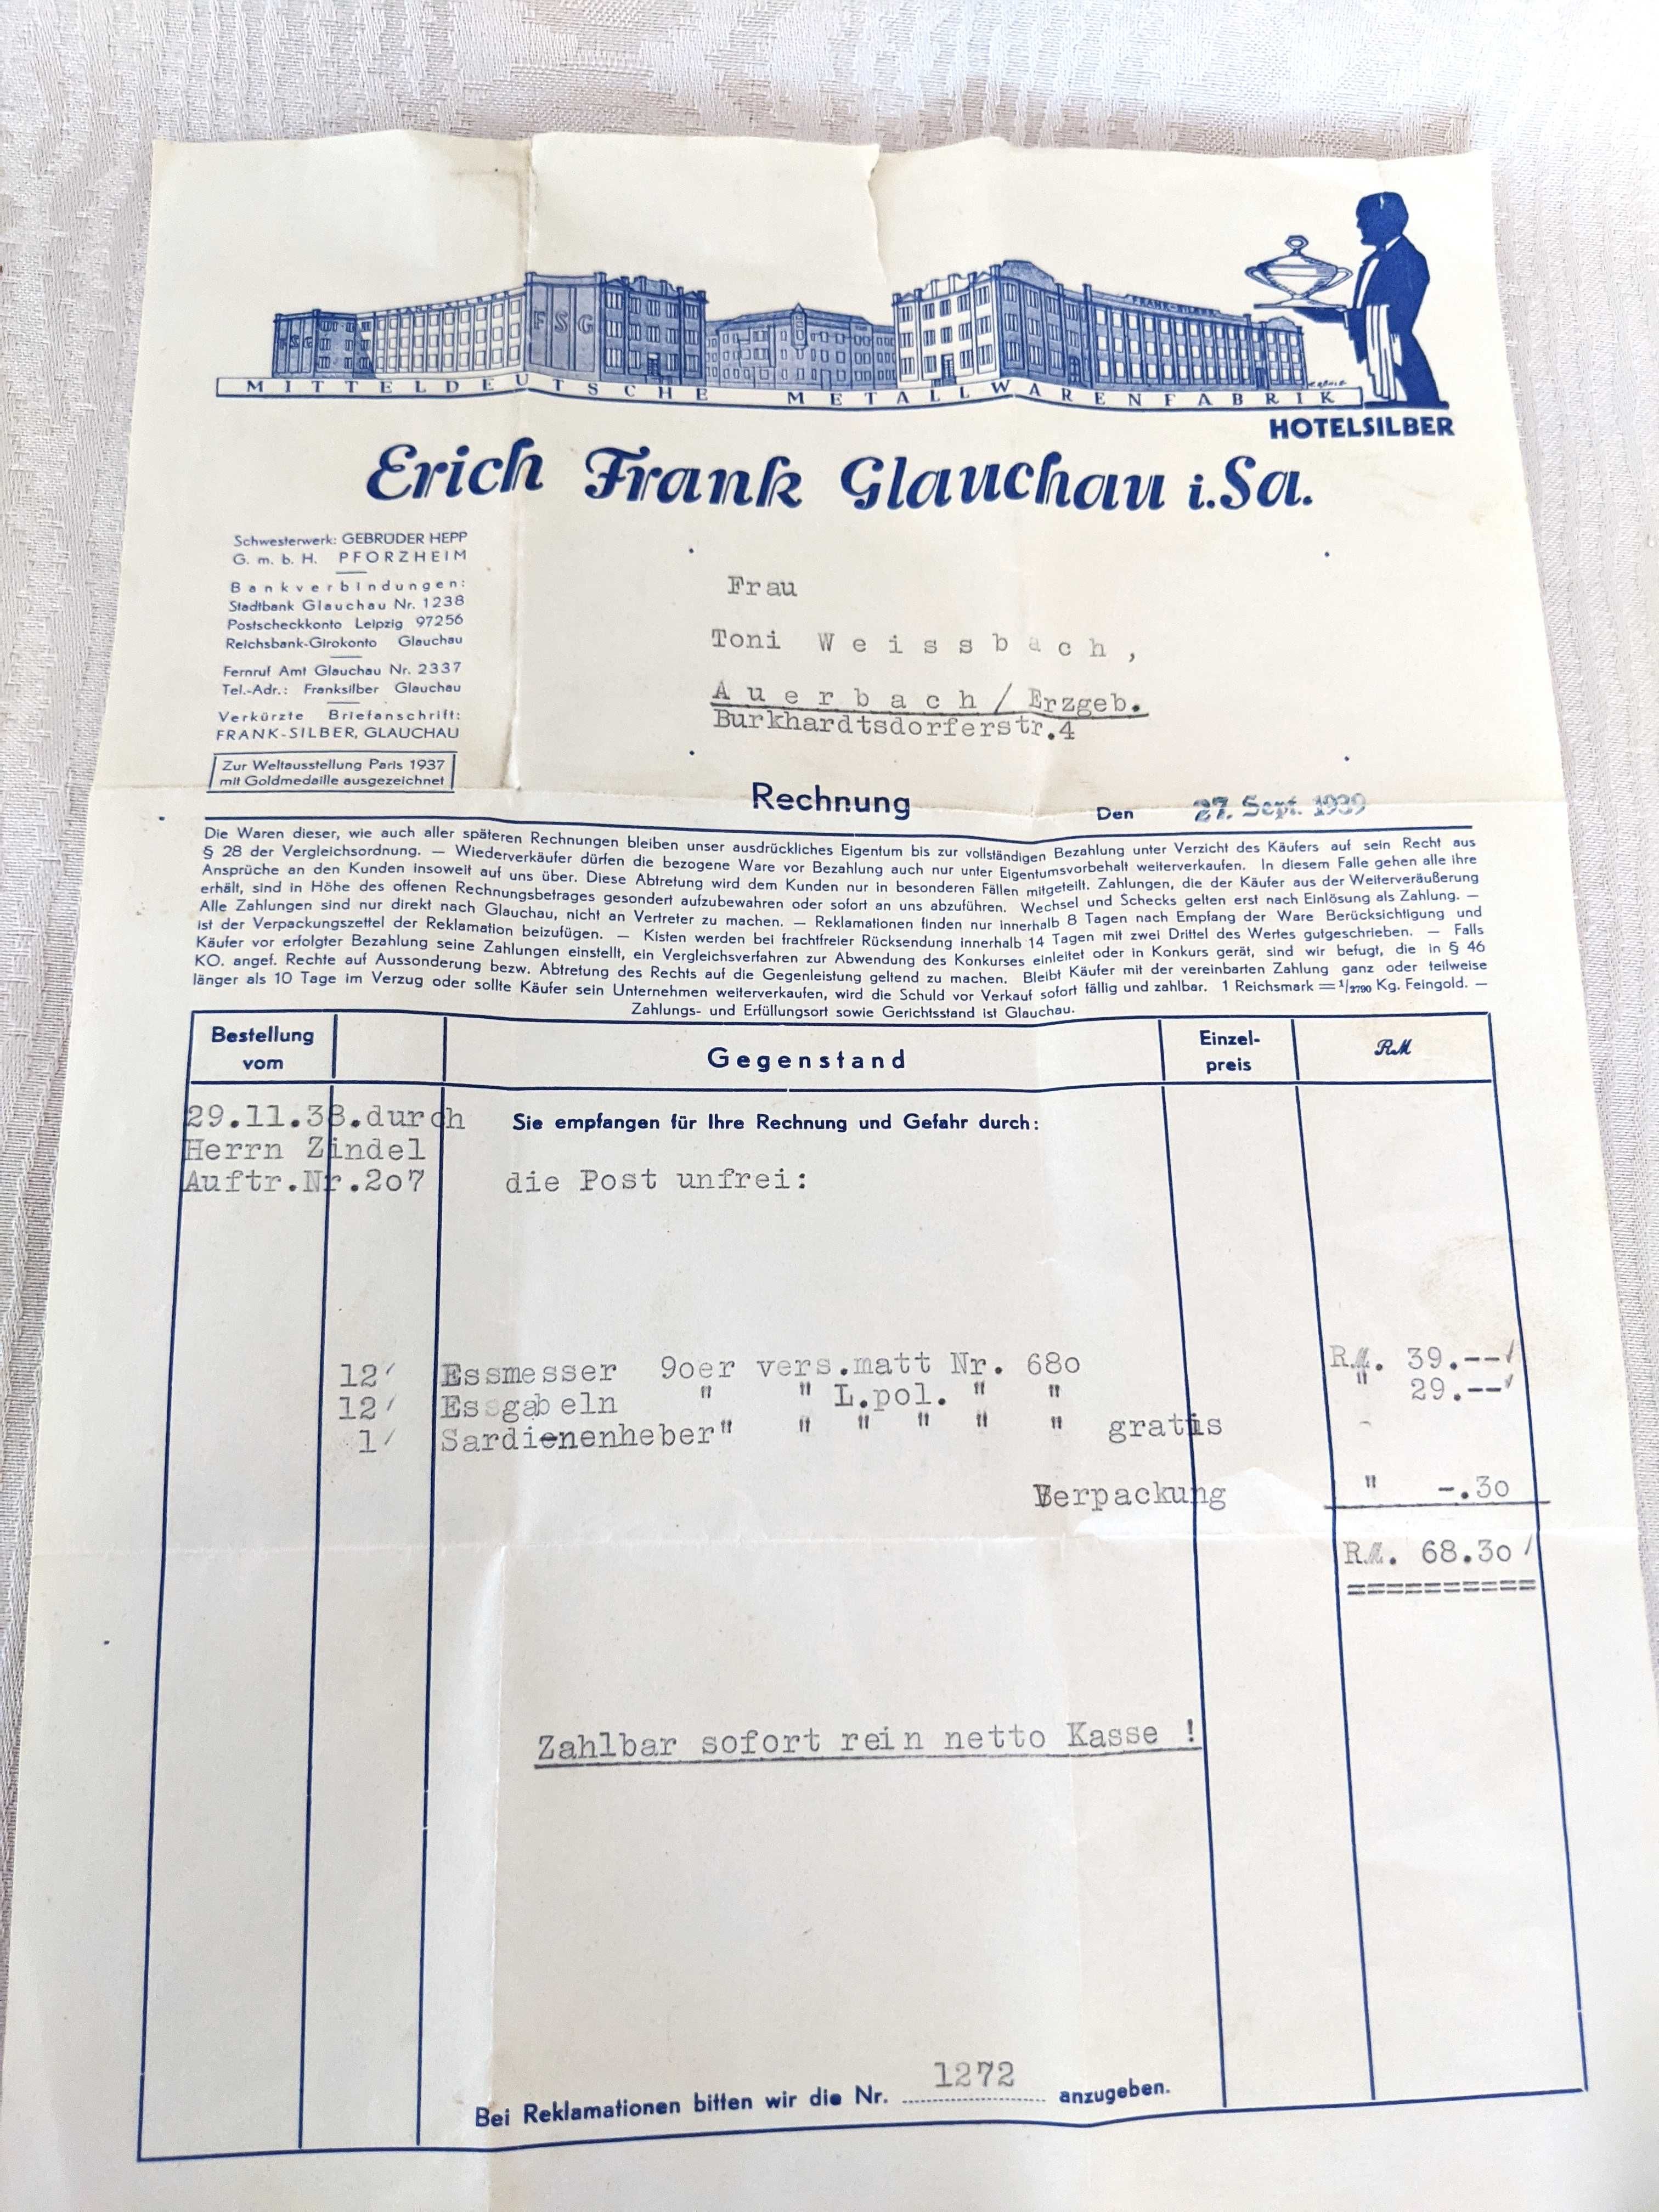 FRANK-SILBER
FSG
FSG
FRANK-SILBER
MITTELDEUTSCHE METALLWARENFABRIK
HOTELSILBER
Erich Frank Glauchau i.Sa.
Schwesterwerk: GEBRÜDER HEPP
G. m. b. H. PFORZHEIM
Bankverbindungen:
Stadtbank Glauchau Nr. 1238
Postscheckkonto Leipzig 97256
Reichsbank-Girokonto Glauchau
Fernruf Amt Glauchau Nr. 2337
Tel.-Adr.: Franksilber Glauchau
Verkürzte Briefanschrift:
FRANK-SILBER, GLAUCHAU
Zur Weltausstellung Paris 1937
mit Goldmedaille ausgezeichnet
Frau
Toni Weissbach,
Auerbach/Erzgeb.
Burkhardtsdorferstr.4
Rechnung
Den 27. Sept. 1939
Die Waren dieser, wie auch aller späteren Rechnungen bleiben unser ausdrückliches Eigentum bis zur vollständigen Bezahlung unter Verzicht des Käufers auf sein Recht aus
§ 28 der Vergleichsordnung. — Wiederverkäufer dürfen die bezogene Ware vor Bezahlung auch nur unter Eigentumsvorbehalt weiterverkaufen. In diesem Falle gehen alle ihre
Ansprüche an den Kunden insoweit auf uns über. Diese Abtretung wird dem Kunden nur in besonderen Fällen mitgeteilt. Zahlungen, die der Käufer aus der Weiterveräußerung
erhält, sind in Höhe des offenen Rechnungsbetrages gesondert aufzubewahren oder sofort an uns abzuführen. Wechsel und Schecks gelten erst nach Einlösung als Zahlung. —
Alle Zahlungen sind nur direkt nach Glauchau, nicht an Vertreter zu machen. — Reklamationen finden nur innerhalb 8 Tagen nach Empfang der Ware Berücksichtigung und
ist der Verpackungszettel der Reklamation beizufügen. — Kisten werden bei frachtfreier Rücksendung innerhalb 14 Tagen mit zwei Drittel des Wertes gutgeschrieben. — Falls
Käufer vor erfolgter Bezahlung seine Zahlungen einstellt, ein Vergleichsverfahren zur Abwendung des Konkurses einleitet oder in Konkurs gerät, sind wir befugt, die in § 46
KO. angef. Rechte auf Aussonderung bezw. Abtretung des Rechts auf die Gegenleistung geltend zu machen. Bleibt Käufer mit der vereinbarten Zahlung ganz oder teilweise
länger als 10 Tage im Verzug oder sollte Käufer sein Unternehmen weiterverkaufen, wird die Schuld vor Verkauf sofort fällig und zahlbar. 1 Reichsmark = 1/2790 Kg. Feingold. —
Zahlungs- und Erfüllungsort sowie Gerichtsstand ist Glauchau.
Bestellung vom Gegenstand Einzel-preis RM
29.11.38.durch
Herrn Zindel
Auftr.Nr.2o7
Sie empfangen für Ihre Rechnung und Gefahr durch:
die Post unfrei:
12 Essmesser 9oer vers.matt Nr. 68o RM. 39.--
12 Essgabeln " " L.pol. " " " 29.--
1 Sardienenheber" " " " " " gratis -
Verpackung " -.3o
RM. 68.3o
==========
Zahlbar sofort rein netto Kasse !
Bei Reklamationen bitten wir die Nr. 1272 anzugeben.